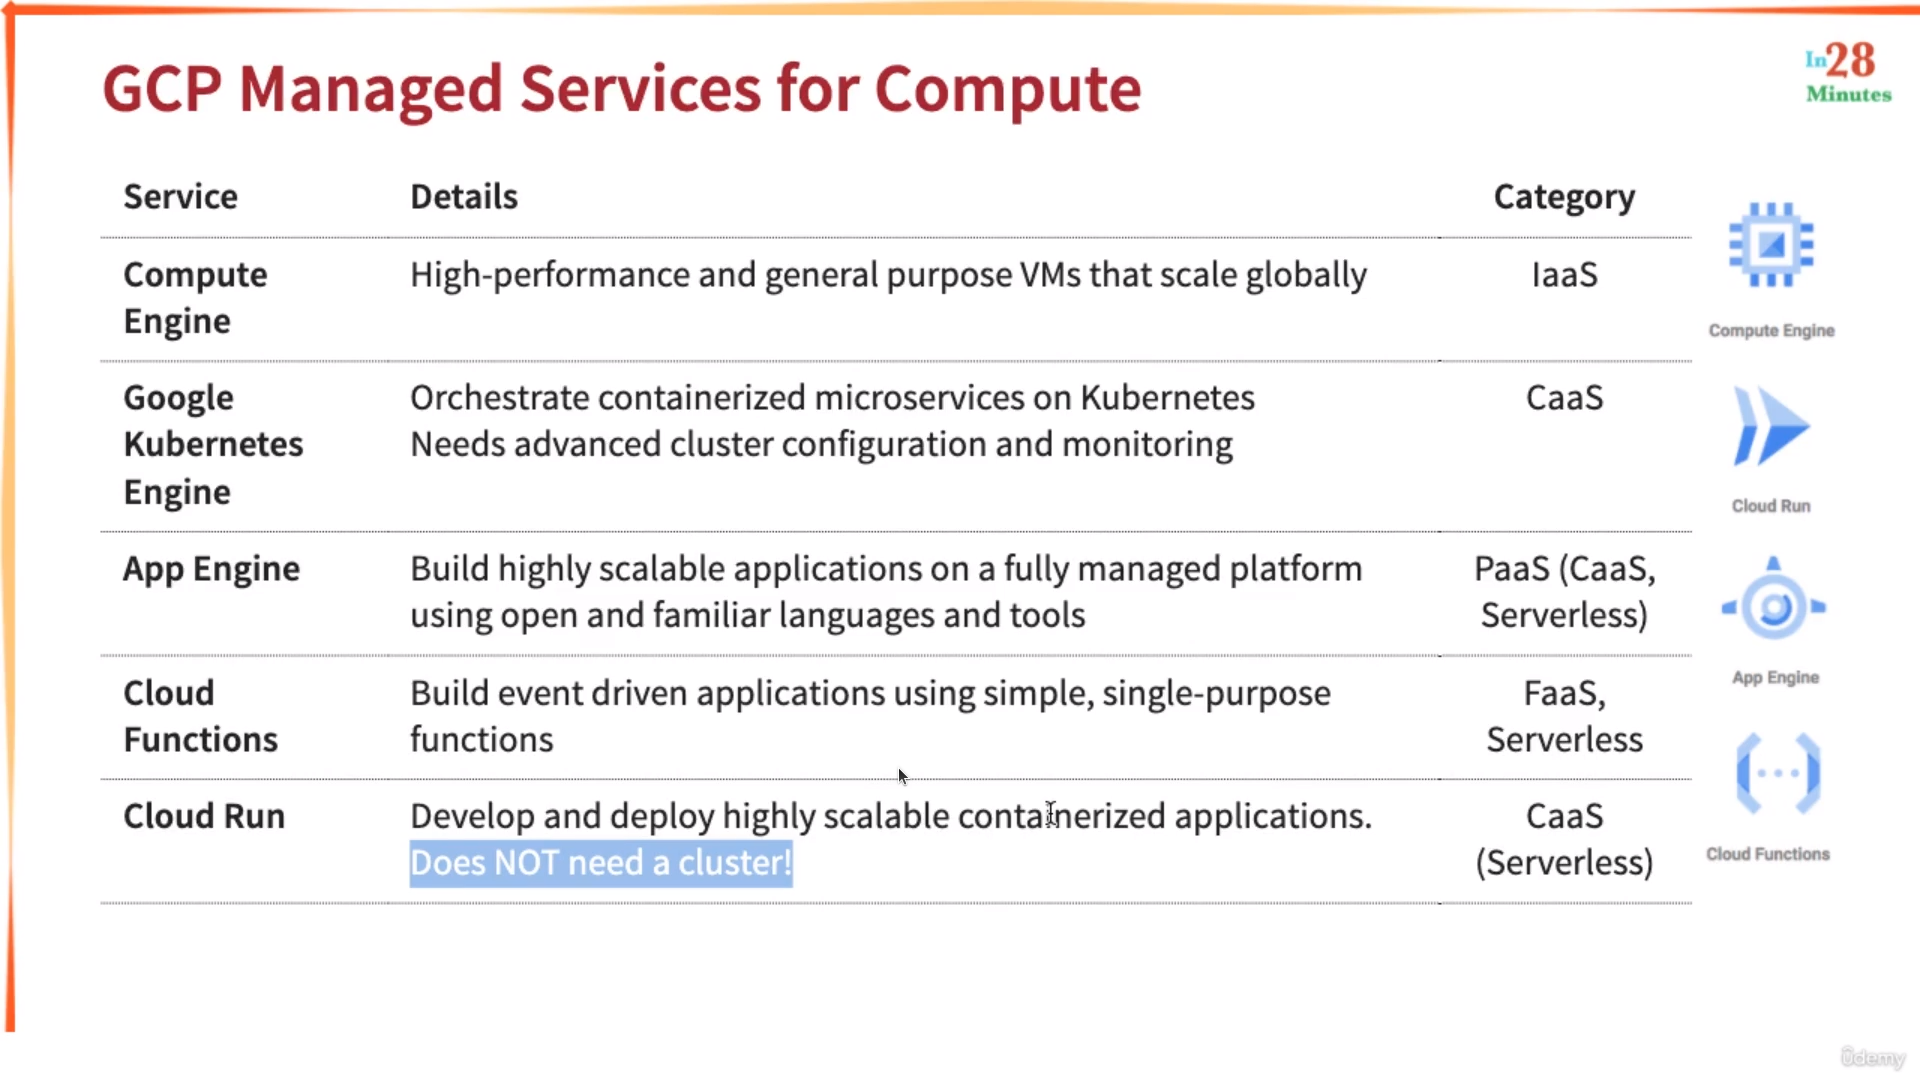 GCP Managed Services for Compute
In28
Minutes
Service Details Category
Compute High-performance and general purpose VMs that scale globally IaaS
Engine
Compute Engine
Google Orchestrate containerized microservices on Kubernetes CaaS
Kubernetes Needs advanced cluster configuration and monitoring
Engine
Cloud Run
App Engine Build highly scalable applications on a fully managed platform PaaS (CaaS,
using open and familiar languages and tools Serverless)
App Engine
Cloud Build event driven applications using simple, single-purpose FaaS,
Functions functions Serverless
Cloud Run Develop and deploy highly scalable containerized applications. CaaS
Does NOT need a cluster! (Serverless)
Cloud Functions
ûdemy